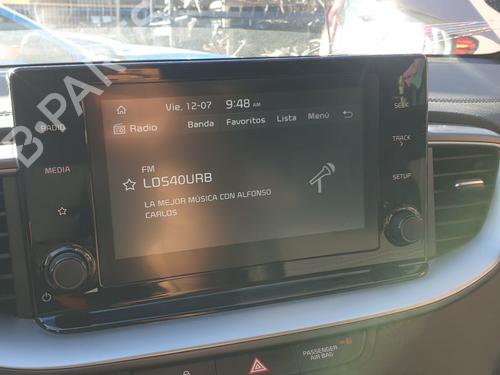 Vie. 12-07 9:48 AM
Radio Banda Favoritos Lista Menú
FM
LOS40URB
LA MEJOR MÚSICA CON ALFONSO
CARLOS
RADIO
MEDIA
SEEK
TRACK
SETUP
PASSENGER
AIR BAG
B-PARTS